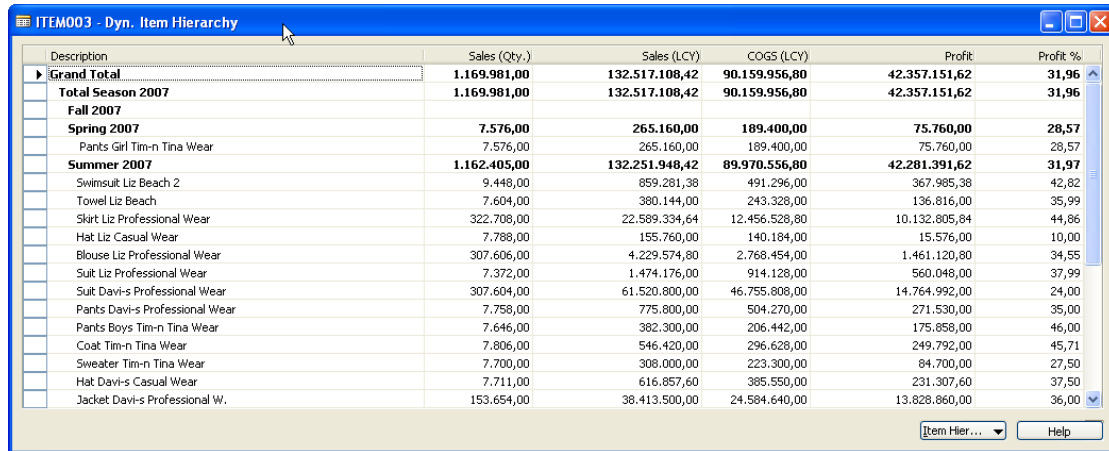 ITEM003 - Dyn. Item Hierarchy
Description Sales (Qty.) Sales (LCY) COGS (LCY) Profit Profit %
Grand Total 1.169.981,00 132.517.108,42 90.159.956,80 42.357.151,62 31,96
Total Season 2007 1.169.981,00 132.517.108,42 90.159.956,80 42.357.151,62 31,96
Fall 2007
Spring 2007 7.576,00 265.160,00 189.400,00 75.760,00 28,57
Pants Girl Tim-n Tina Wear 7.576,00 265.160,00 189.400,00 75.760,00 28,57
Summer 2007 1.162.405,00 132.251.948,42 89.970.556,80 42.281.391,62 31,97
Swimsuit Liz Beach 2 9.448,00 859.281,38 491.296,00 367.985,38 42,82
Towel Liz Beach 7.604,00 380.144,00 243.328,00 136.816,00 35,99
Skirt Liz Professional Wear 322.708,00 22.589.334,64 12.456.528,80 10.132.805,84 44,86
Hat Liz Casual Wear 7.788,00 155.760,00 140.184,00 15.576,00 10,00
Blouse Liz Professional Wear 307.606,00 4.229.574,80 2.768.454,00 1.461.120,80 34,55
Suit Liz Professional Wear 7.372,00 1.474.176,00 914.128,00 560.048,00 37,99
Suit Davi-s Professional Wear 307.604,00 61.520.800,00 46.755.808,00 14.764.992,00 24,00
Pants Davi-s Professional Wear 7.758,00 775.800,00 504.270,00 271.530,00 35,00
Pants Boys Tim-n Tina Wear 7.646,00 382.300,00 206.442,00 175.858,00 46,00
Coat Tim-n Tina Wear 7.806,00 546.420,00 296.628,00 249.792,00 45,71
Sweater Tim-n Tina Wear 7.700,00 308.000,00 223.300,00 84.700,00 27,50
Hat Davi-s Casual Wear 7.711,00 616.857,60 385.550,00 231.307,60 37,50
Jacket Davi-s Professional W. 153.654,00 38.413.500,00 24.584.640,00 13.828.860,00 36,00
Item Hier... Help